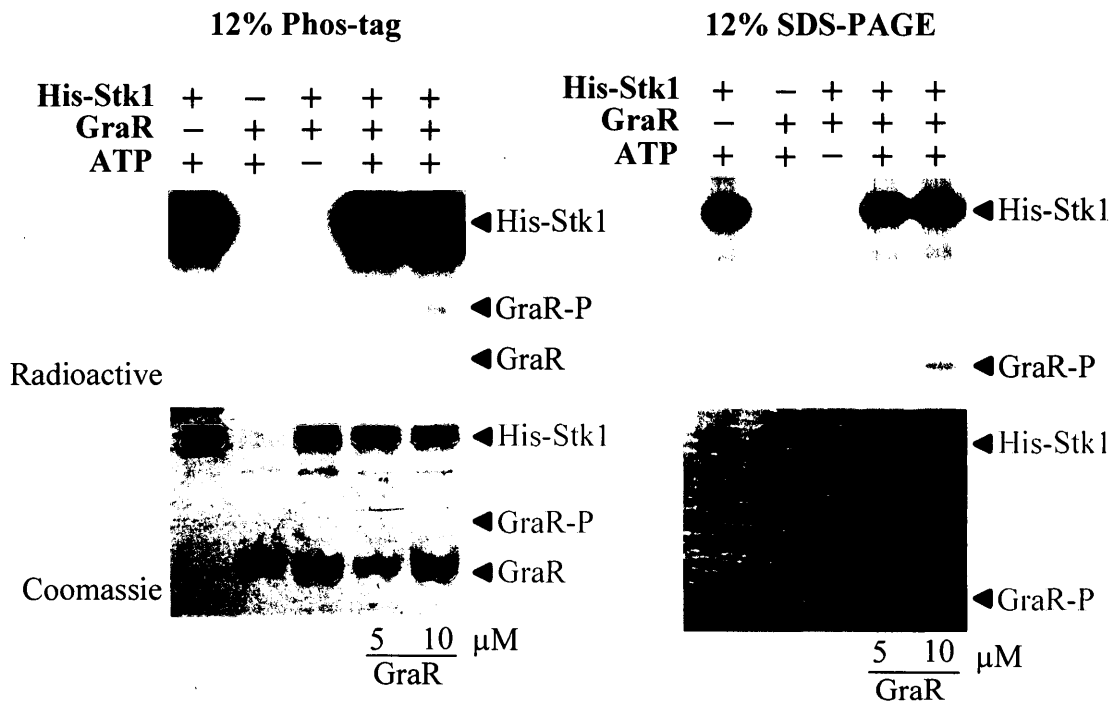 12% Phos-tag
His-Stk1 + − + + +
GraR − + + + +
ATP + + − + +
His-Stk1
GraR-P
GraR
Radioactive
His-Stk1
GraR-P
GraR
Coomassie
5 10 µM
GraR
12% SDS-PAGE
His-Stk1 + − + + +
GraR − + + + +
ATP + + − + +
His-Stk1
GraR-P
His-Stk1
GraR-P
5 10 µM
GraR